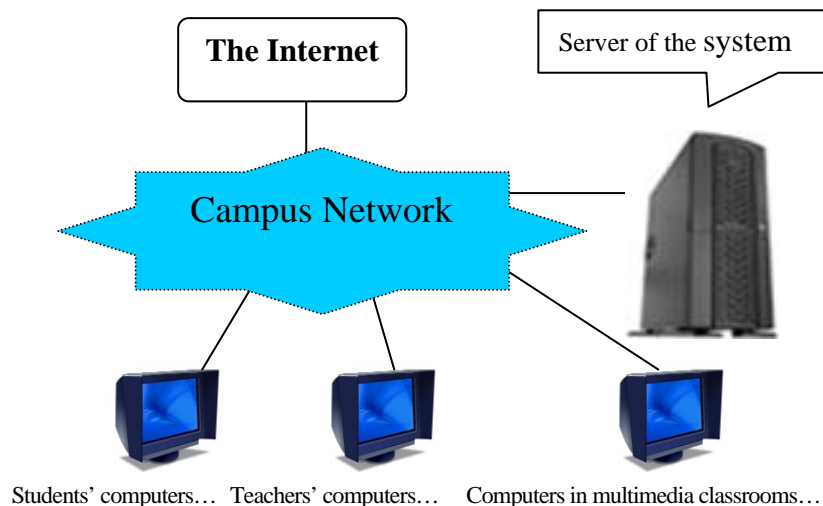 The Internet
Server of the system
Campus Network
Students’ computers… Teachers’ computers… Computers in multimedia classrooms…